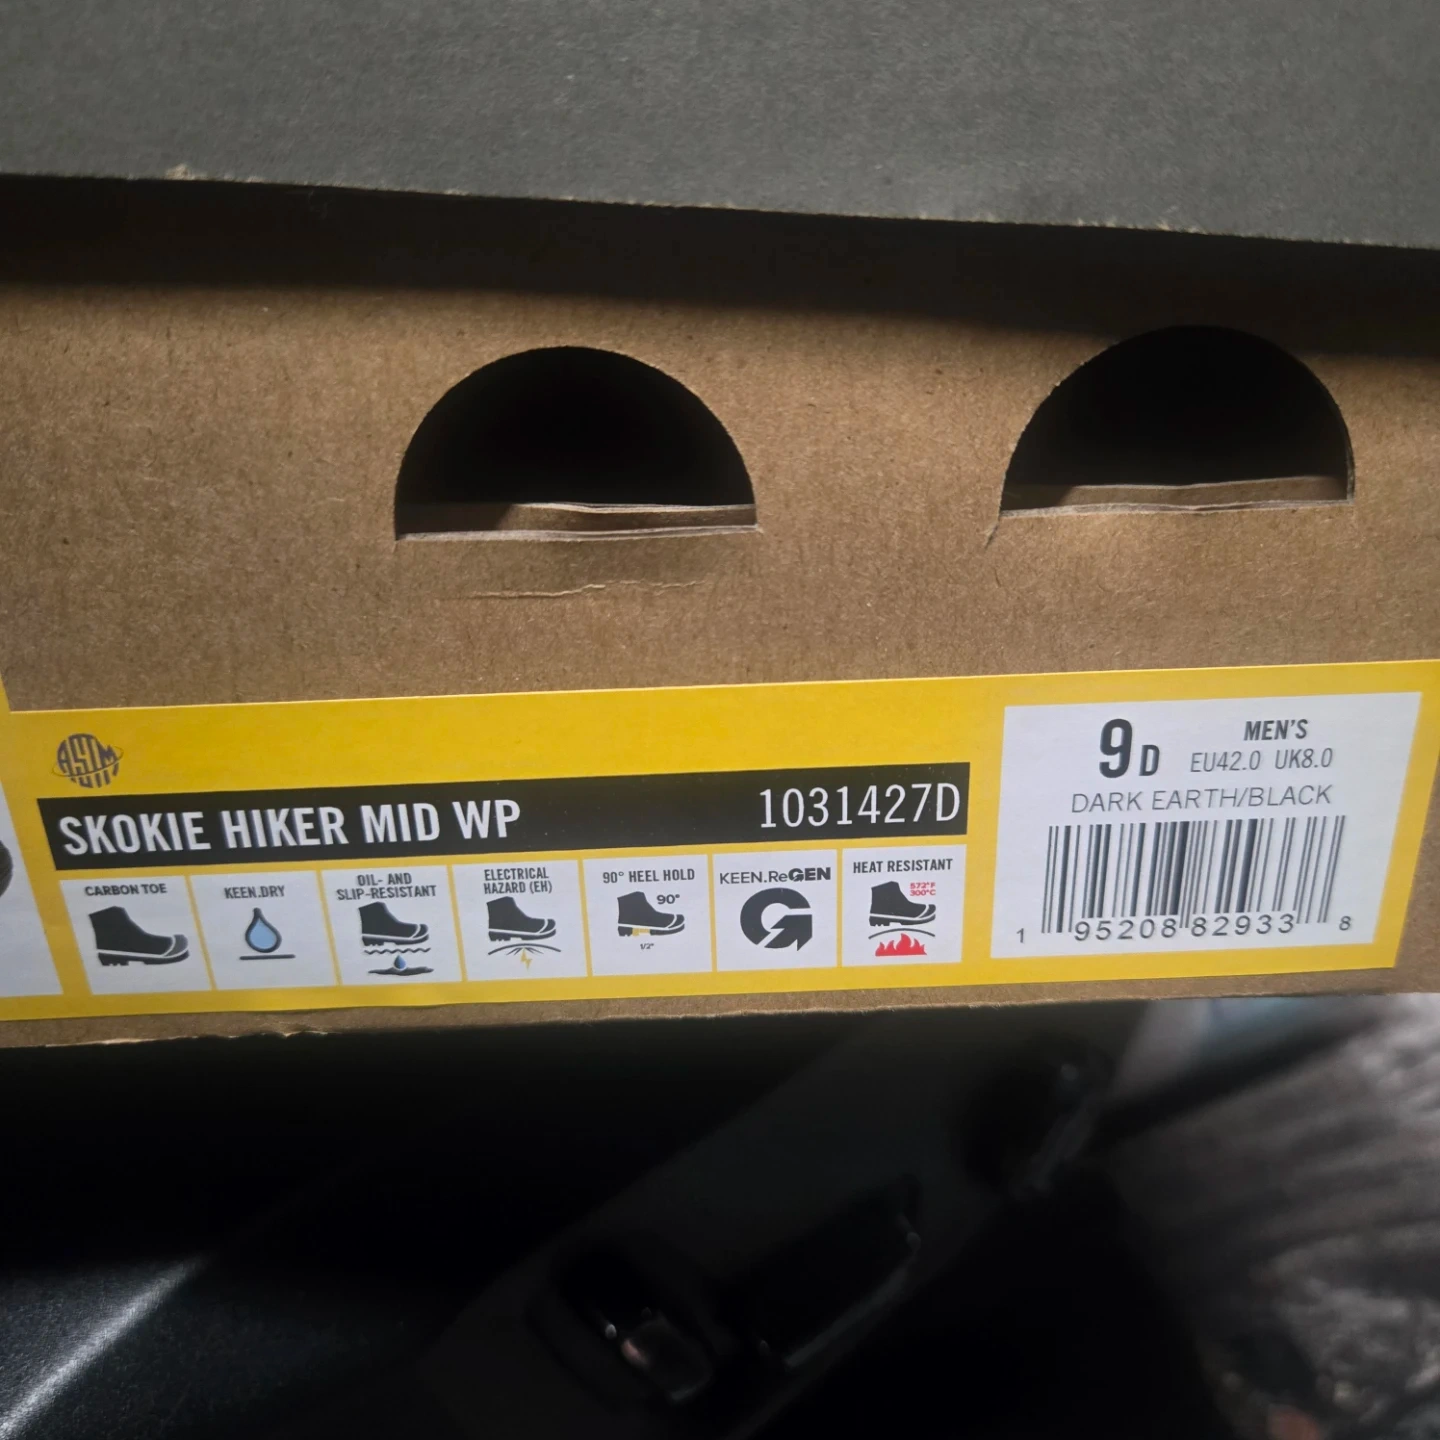 ASTM
SKOKIE HIKER MID WP
1031427D
CARBON TOE
KEEN.DRY
OIL- AND
SLIP-RESISTANT
ELECTRICAL
HAZARD (EH)
90° HEEL HOLD
90°
1/2"
KEEN.ReGEN
HEAT RESISTANT
572°F
300°C
9D
MEN'S
EU42.0 UK8.0
DARK EARTH/BLACK
1 95208 82933 8